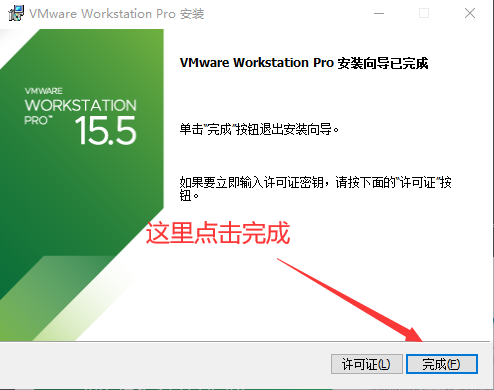 VMware Workstation Pro 安装
VMWARE
WORKSTATION
PRO™
15.5
VMware Workstation Pro 安装向导已完成
单击"完成"按钮退出安装向导。
如果要立即输入许可证密钥，请按下面的"许可证"按
钮。
这里点击完成
许可证(L) 完成(F)